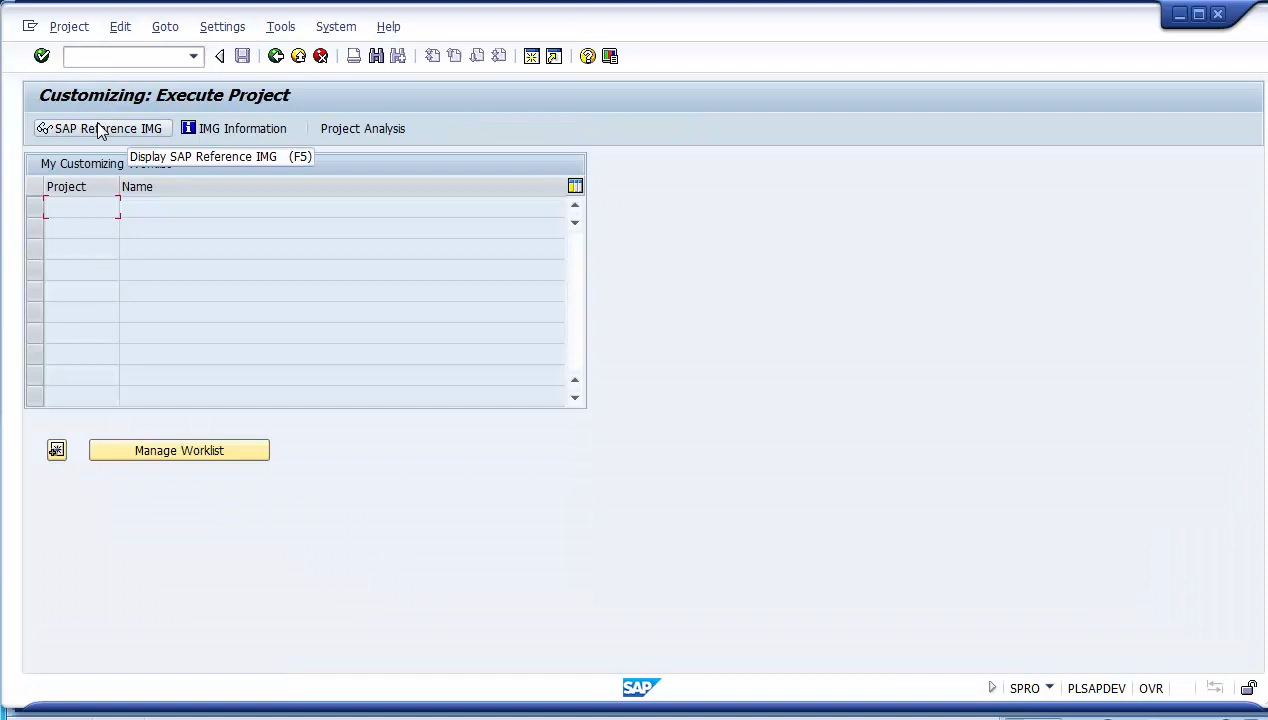 Project Edit Goto Settings Tools System Help
Customizing: Execute Project
SAP Reference IMG IMG Information Project Analysis
Display SAP Reference IMG (F5)
My Customizing
Project Name
Manage Worklist
SAP SPRO PLSAPDEV OVR